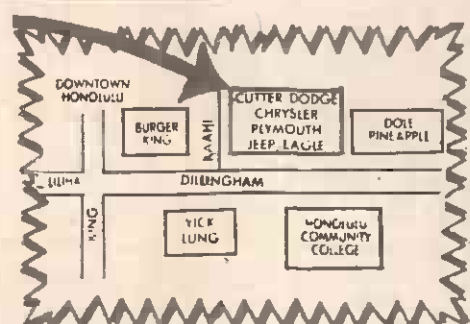 DOWNTOWN
HONOLULU
BURGER
KING
KAAHI
CUTTER DODGE
CHRYSLER
PLYMOUTH
JEEP EAGLE
DOLE
PINEAPPLE
LILIHA
DILLINGHAM
KING
YICK
LUNG
HONOLULU
COMMUNITY
COLLEGE